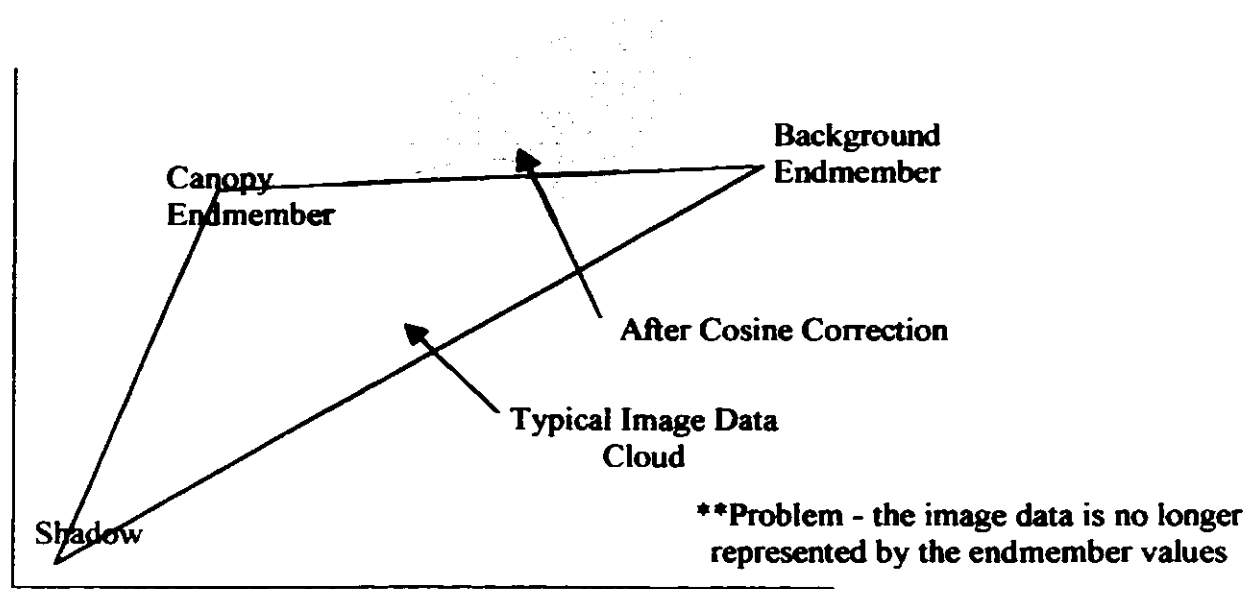 Background
Endmember
Canopy
Endmember
After Cosine Correction
Typical Image Data
Cloud
Shadow
**Problem - the image data is no longer
represented by the endmember values